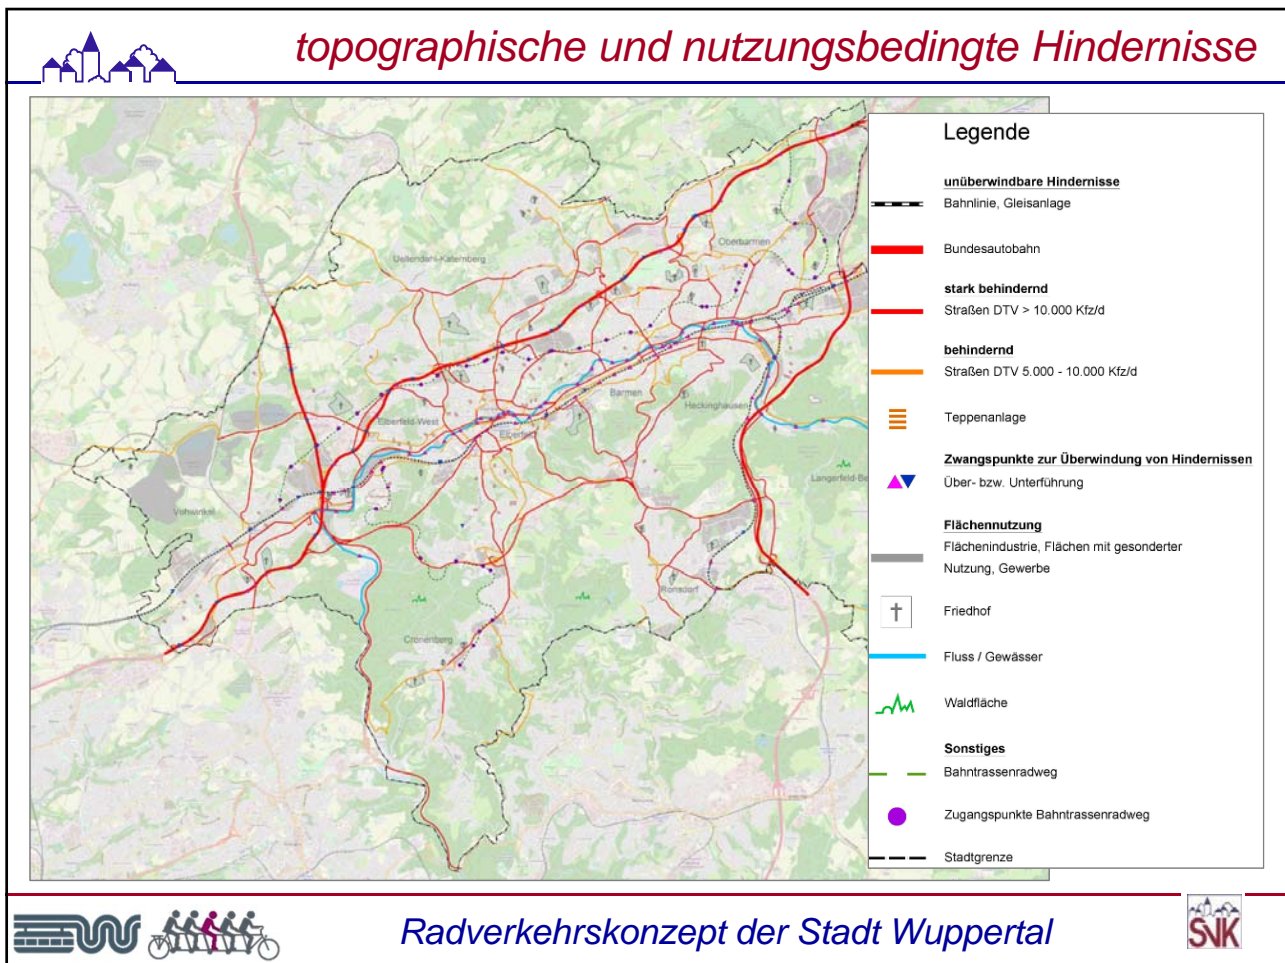 topographische und nutzungsbedingte Hindernisse
Legende
unüberwindbare Hindernisse
Bahnlinie, Gleisanlage
Bundesautobahn
stark behindernd
Straßen DTV > 10.000 Kfz/d
behindernd
Straßen DTV 5.000 - 10.000 Kfz/d
Teppenanlage
Zwangspunkte zur Überwindung von Hindernissen
Über- bzw. Unterführung
Flächennutzung
Flächenindustrie, Flächen mit gesonderter
Nutzung, Gewerbe
Friedhof
Fluss / Gewässer
Waldfläche
Sonstiges
Bahntrassenradweg
Zugangspunkte Bahntrassenradweg
Stadtgrenze
Oberbarmen
Uellendahl-Katernberg
Barmen
Heckinghausen
Elberfeld-West
Elberfeld
Langerfeld-Be
Vohwinkel
Ronsdorf
Cronenberg
Radverkehrskonzept der Stadt Wuppertal
SVK